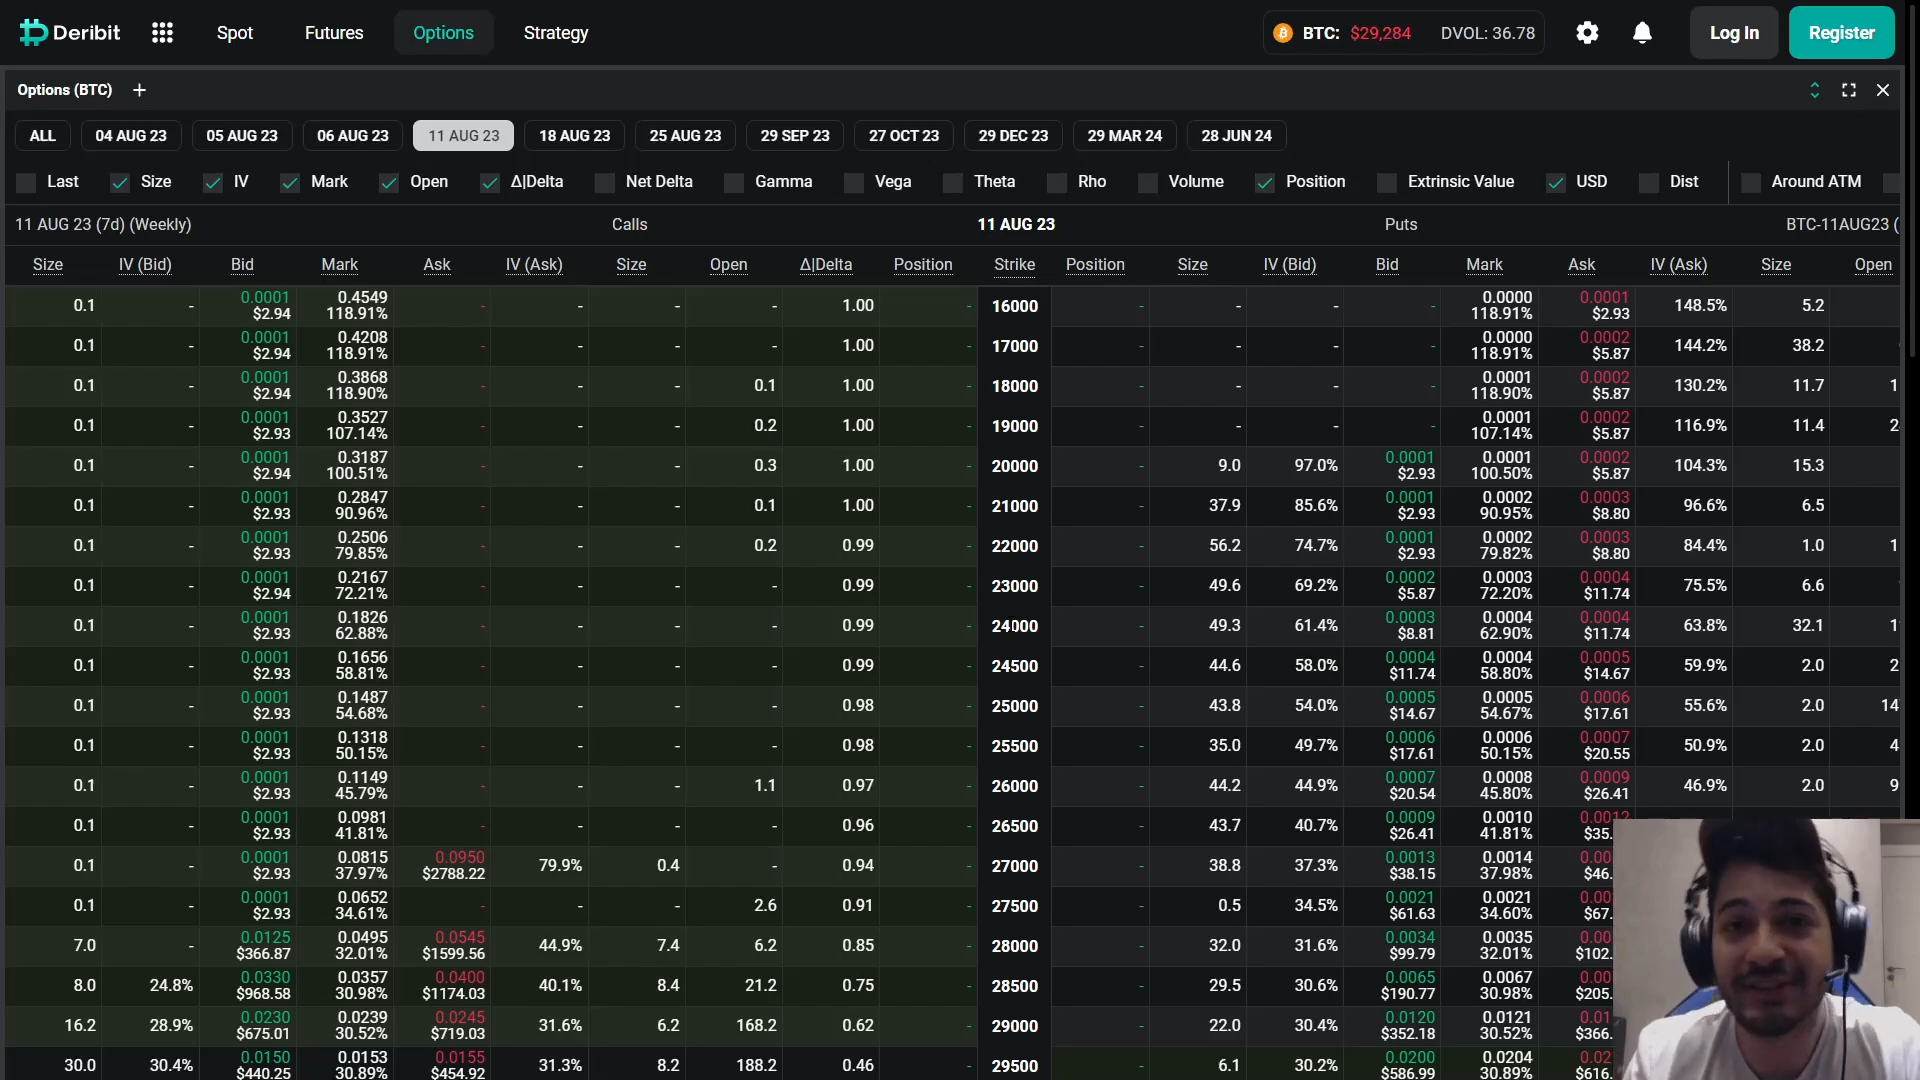 Deribit Spot Futures Options Strategy BTC: $29,284 DVOL: 36.78 Log In Register
Options (BTC) +
ALL 04 AUG 23 05 AUG 23 06 AUG 23 11 AUG 23 18 AUG 23 25 AUG 23 29 SEP 23 27 OCT 23 29 DEC 23 29 MAR 24 28 JUN 24
Last Size IV Mark Open Δ|Delta Net Delta Gamma Vega Theta Rho Volume Position Extrinsic Value USD Dist Around ATM
11 AUG 23 (7d) (Weekly) Calls 11 AUG 23 Puts BTC-11AUG23 (
Size IV (Bid) Bid Mark Ask IV (Ask) Size Open Δ|Delta Position Strike Position Size IV (Bid) Bid Mark Ask IV (Ask) Size Open
0.1 - 0.0001 $2.94 0.4549 118.91% - - - - 1.00 - 16000 - - - - 0.0000 118.91% 0.0001 $2.93 148.5% 5.2
0.1 - 0.0001 $2.94 0.4208 118.91% - - - - 1.00 - 17000 - - - - 0.0000 118.91% 0.0002 $5.87 144.2% 38.2
0.1 - 0.0001 $2.94 0.3868 118.90% - - - 0.1 1.00 - 18000 - - - - 0.0001 118.90% 0.0002 $5.87 130.2% 11.7 1
0.1 - 0.0001 $2.93 0.3527 107.14% - - - 0.2 1.00 - 19000 - - - - 0.0001 107.14% 0.0002 $5.87 116.9% 11.4 2
0.1 - 0.0001 $2.94 0.3187 100.51% - - - 0.3 1.00 - 20000 - 9.0 97.0% 0.0001 $2.93 0.0001 100.50% 0.0002 $5.87 104.3% 15.3
0.1 - 0.0001 $2.93 0.2847 90.96% - - - 0.1 1.00 - 21000 - 37.9 85.6% 0.0001 $2.93 0.0002 90.95% 0.0003 $8.80 96.6% 6.5
0.1 - 0.0001 $2.93 0.2506 79.85% - - - 0.2 0.99 - 22000 - 56.2 74.7% 0.0001 $2.93 0.0002 79.82% 0.0003 $8.80 84.4% 1.0 1
0.1 - 0.0001 $2.94 0.2167 72.21% - - - - 0.99 - 23000 - 49.6 69.2% 0.0002 $5.87 0.0003 72.20% 0.0004 $11.74 75.5% 6.6
0.1 - 0.0001 $2.93 0.1826 62.88% - - - - 0.99 - 24000 - 49.3 61.4% 0.0003 $8.81 0.0004 62.90% 0.0004 $11.74 63.8% 32.1 1
0.1 - 0.0001 $2.93 0.1656 58.81% - - - - 0.99 - 24500 - 44.6 58.0% 0.0004 $11.74 0.0004 58.80% 0.0005 $14.67 59.9% 2.0 2
0.1 - 0.0001 $2.93 0.1487 54.68% - - - - 0.98 - 25000 - 43.8 54.0% 0.0005 $14.67 0.0005 54.67% 0.0006 $17.61 55.6% 2.0 14
0.1 - 0.0001 $2.93 0.1318 50.15% - - - - 0.98 - 25500 - 35.0 49.7% 0.0006 $17.61 0.0006 50.15% 0.0007 $20.55 50.9% 2.0 4
0.1 - 0.0001 $2.93 0.1149 45.79% - - - 1.1 0.97 - 26000 - 44.2 44.9% 0.0007 $20.54 0.0008 45.80% 0.0009 $26.41 46.9% 2.0 9
0.1 - 0.0001 $2.93 0.0981 41.81% - - - - 0.96 - 26500 - 43.7 40.7% 0.0009 $26.41 0.0010 41.81% 0.0012 $35.
0.1 - 0.0001 $2.93 0.0815 37.97% 0.0950 $2788.22 79.9% 0.4 - 0.94 - 27000 - 38.8 37.3% 0.0013 $38.15 0.0014 37.98% 0.00 $46.
0.1 - 0.0001 $2.93 0.0652 34.61% - - - 2.6 0.91 - 27500 - 0.5 34.5% 0.0021 $61.63 0.0021 34.60% 0.00 $67.
7.0 - 0.0125 $366.87 0.0495 32.01% 0.0545 $1599.56 44.9% 7.4 6.2 0.85 - 28000 - 32.0 31.6% 0.0034 $99.79 0.0035 32.01% 0.00 $102.
8.0 24.8% 0.0330 $968.58 0.0357 30.98% 0.0400 $1174.03 40.1% 8.4 21.2 0.75 - 28500 - 29.5 30.6% 0.0065 $190.77 0.0067 30.98% 0.00 $205.
16.2 28.9% 0.0230 $675.01 0.0239 30.52% 0.0245 $719.03 31.6% 6.2 168.2 0.62 - 29000 - 22.0 30.4% 0.0120 $352.18 0.0121 30.52% 0.01 $366.
30.0 30.4% 0.0150 $440.25 0.0153 30.89% 0.0155 $454.92 31.3% 8.2 188.2 0.46 - 29500 - 6.1 30.2% 0.0200 $586.99 0.0204 30.89% 0.02 $616.